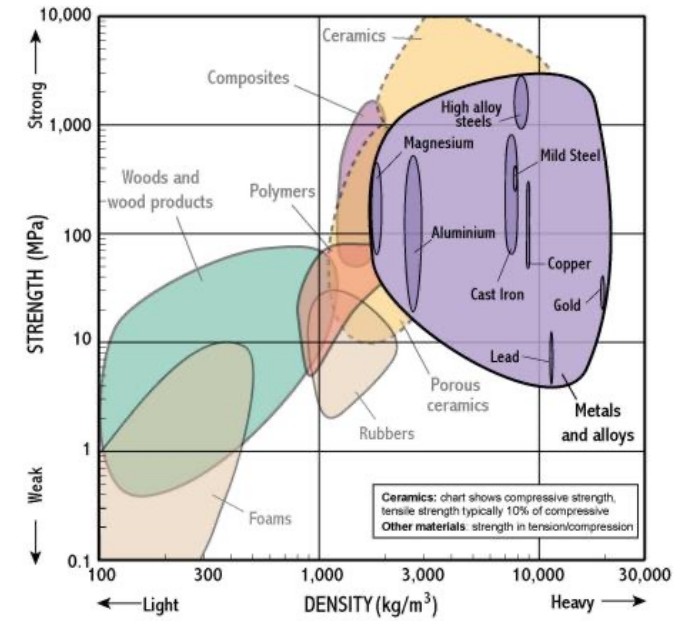 10,000
Ceramics
Strong
Composites
High alloy
steels
1,000
Magnesium
Mild Steel
Woods and
wood products
Polymers
STRENGTH (MPa)
100
Aluminium
Copper
Cast Iron
Gold
10
Lead
Porous
ceramics
Metals
and alloys
Rubbers
1
Weak
Ceramics: chart shows compressive strength,
tensile strength typically 10% of compressive
Other materials: strength in tension/compression
Foams
0.1
100 300 1,000 3,000 10,000 30,000
Light DENSITY (kg/m³) Heavy